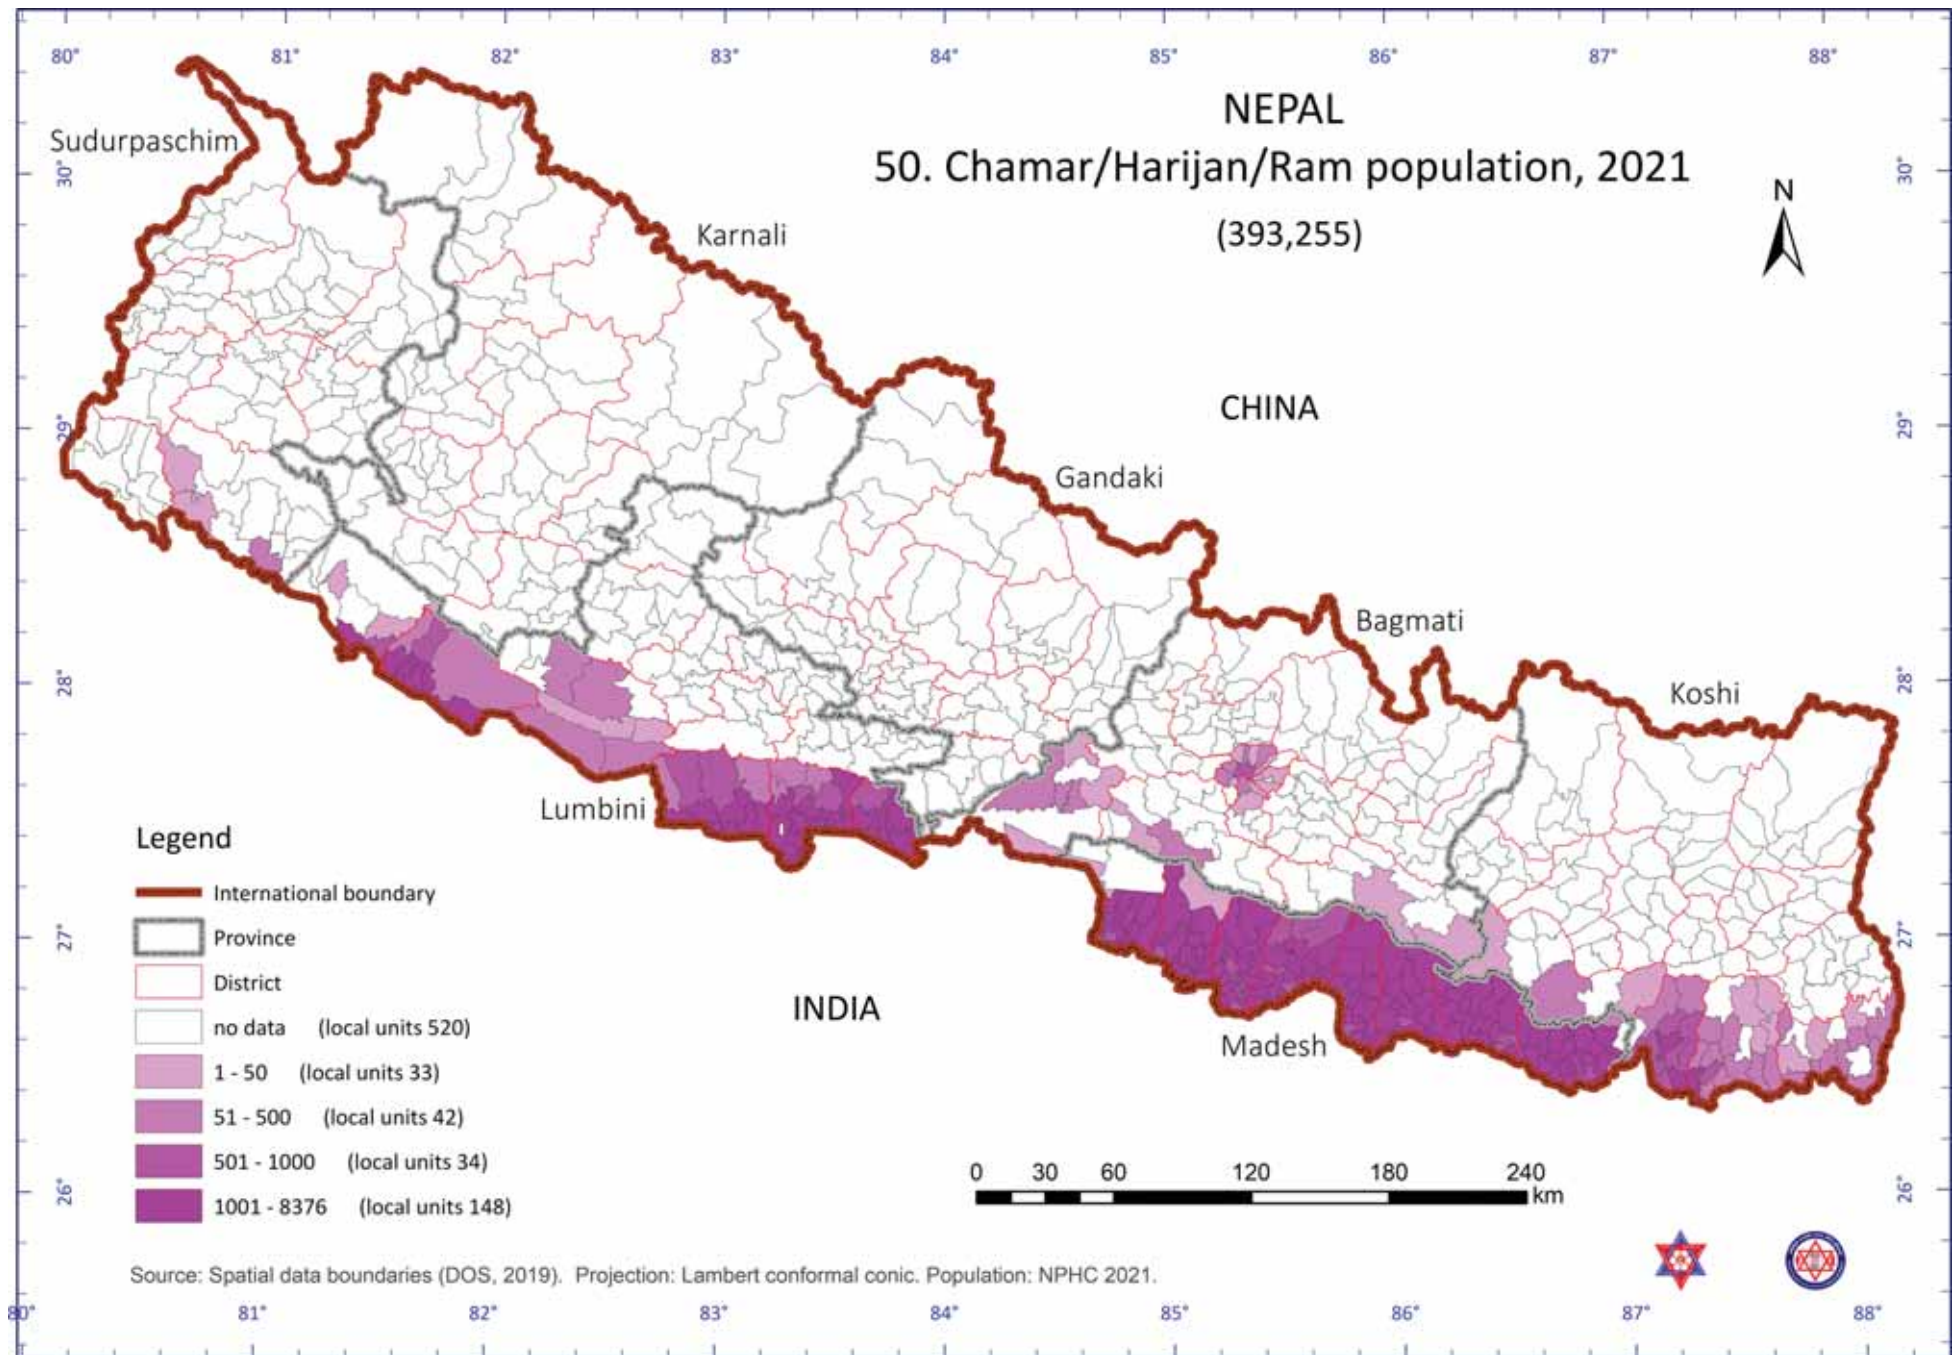 80° 81° 82° 83° 84° 85° 86° 87° 88°
NEPAL
50. Chamar/Harijan/Ram population, 2021
(393,255)
N
Sudurpaschim
30° 30°
Karnali
CHINA
29° 29°
Gandaki
Bagmati
Koshi
28° 28°
Lumbini
Legend
International boundary
Province
27° 27°
District
INDIA
Madesh
no data (local units 520)
1 - 50 (local units 33)
51 - 500 (local units 42)
501 - 1000 (local units 34)
1001 - 8376 (local units 148)
0 30 60 120 180 240
km
26° 26°
Source: Spatial data boundaries (DOS, 2019). Projection: Lambert conformal conic. Population: NPHC 2021.
80° 81° 82° 83° 84° 85° 86° 87° 88°